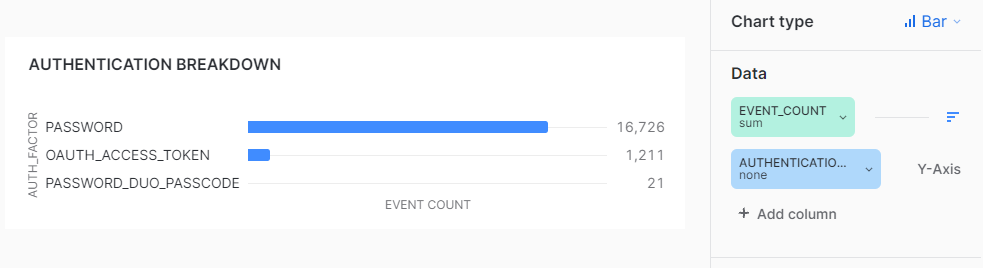 AUTHENTICATION BREAKDOWN
AUTH_FACTOR
PASSWORD 16,726
OAUTH_ACCESS_TOKEN 1,211
PASSWORD_DUO_PASSCODE 21
EVENT COUNT
Chart type Bar
Data
EVENT_COUNT
sum
AUTHENTICATIO...
none
Y-Axis
+ Add column